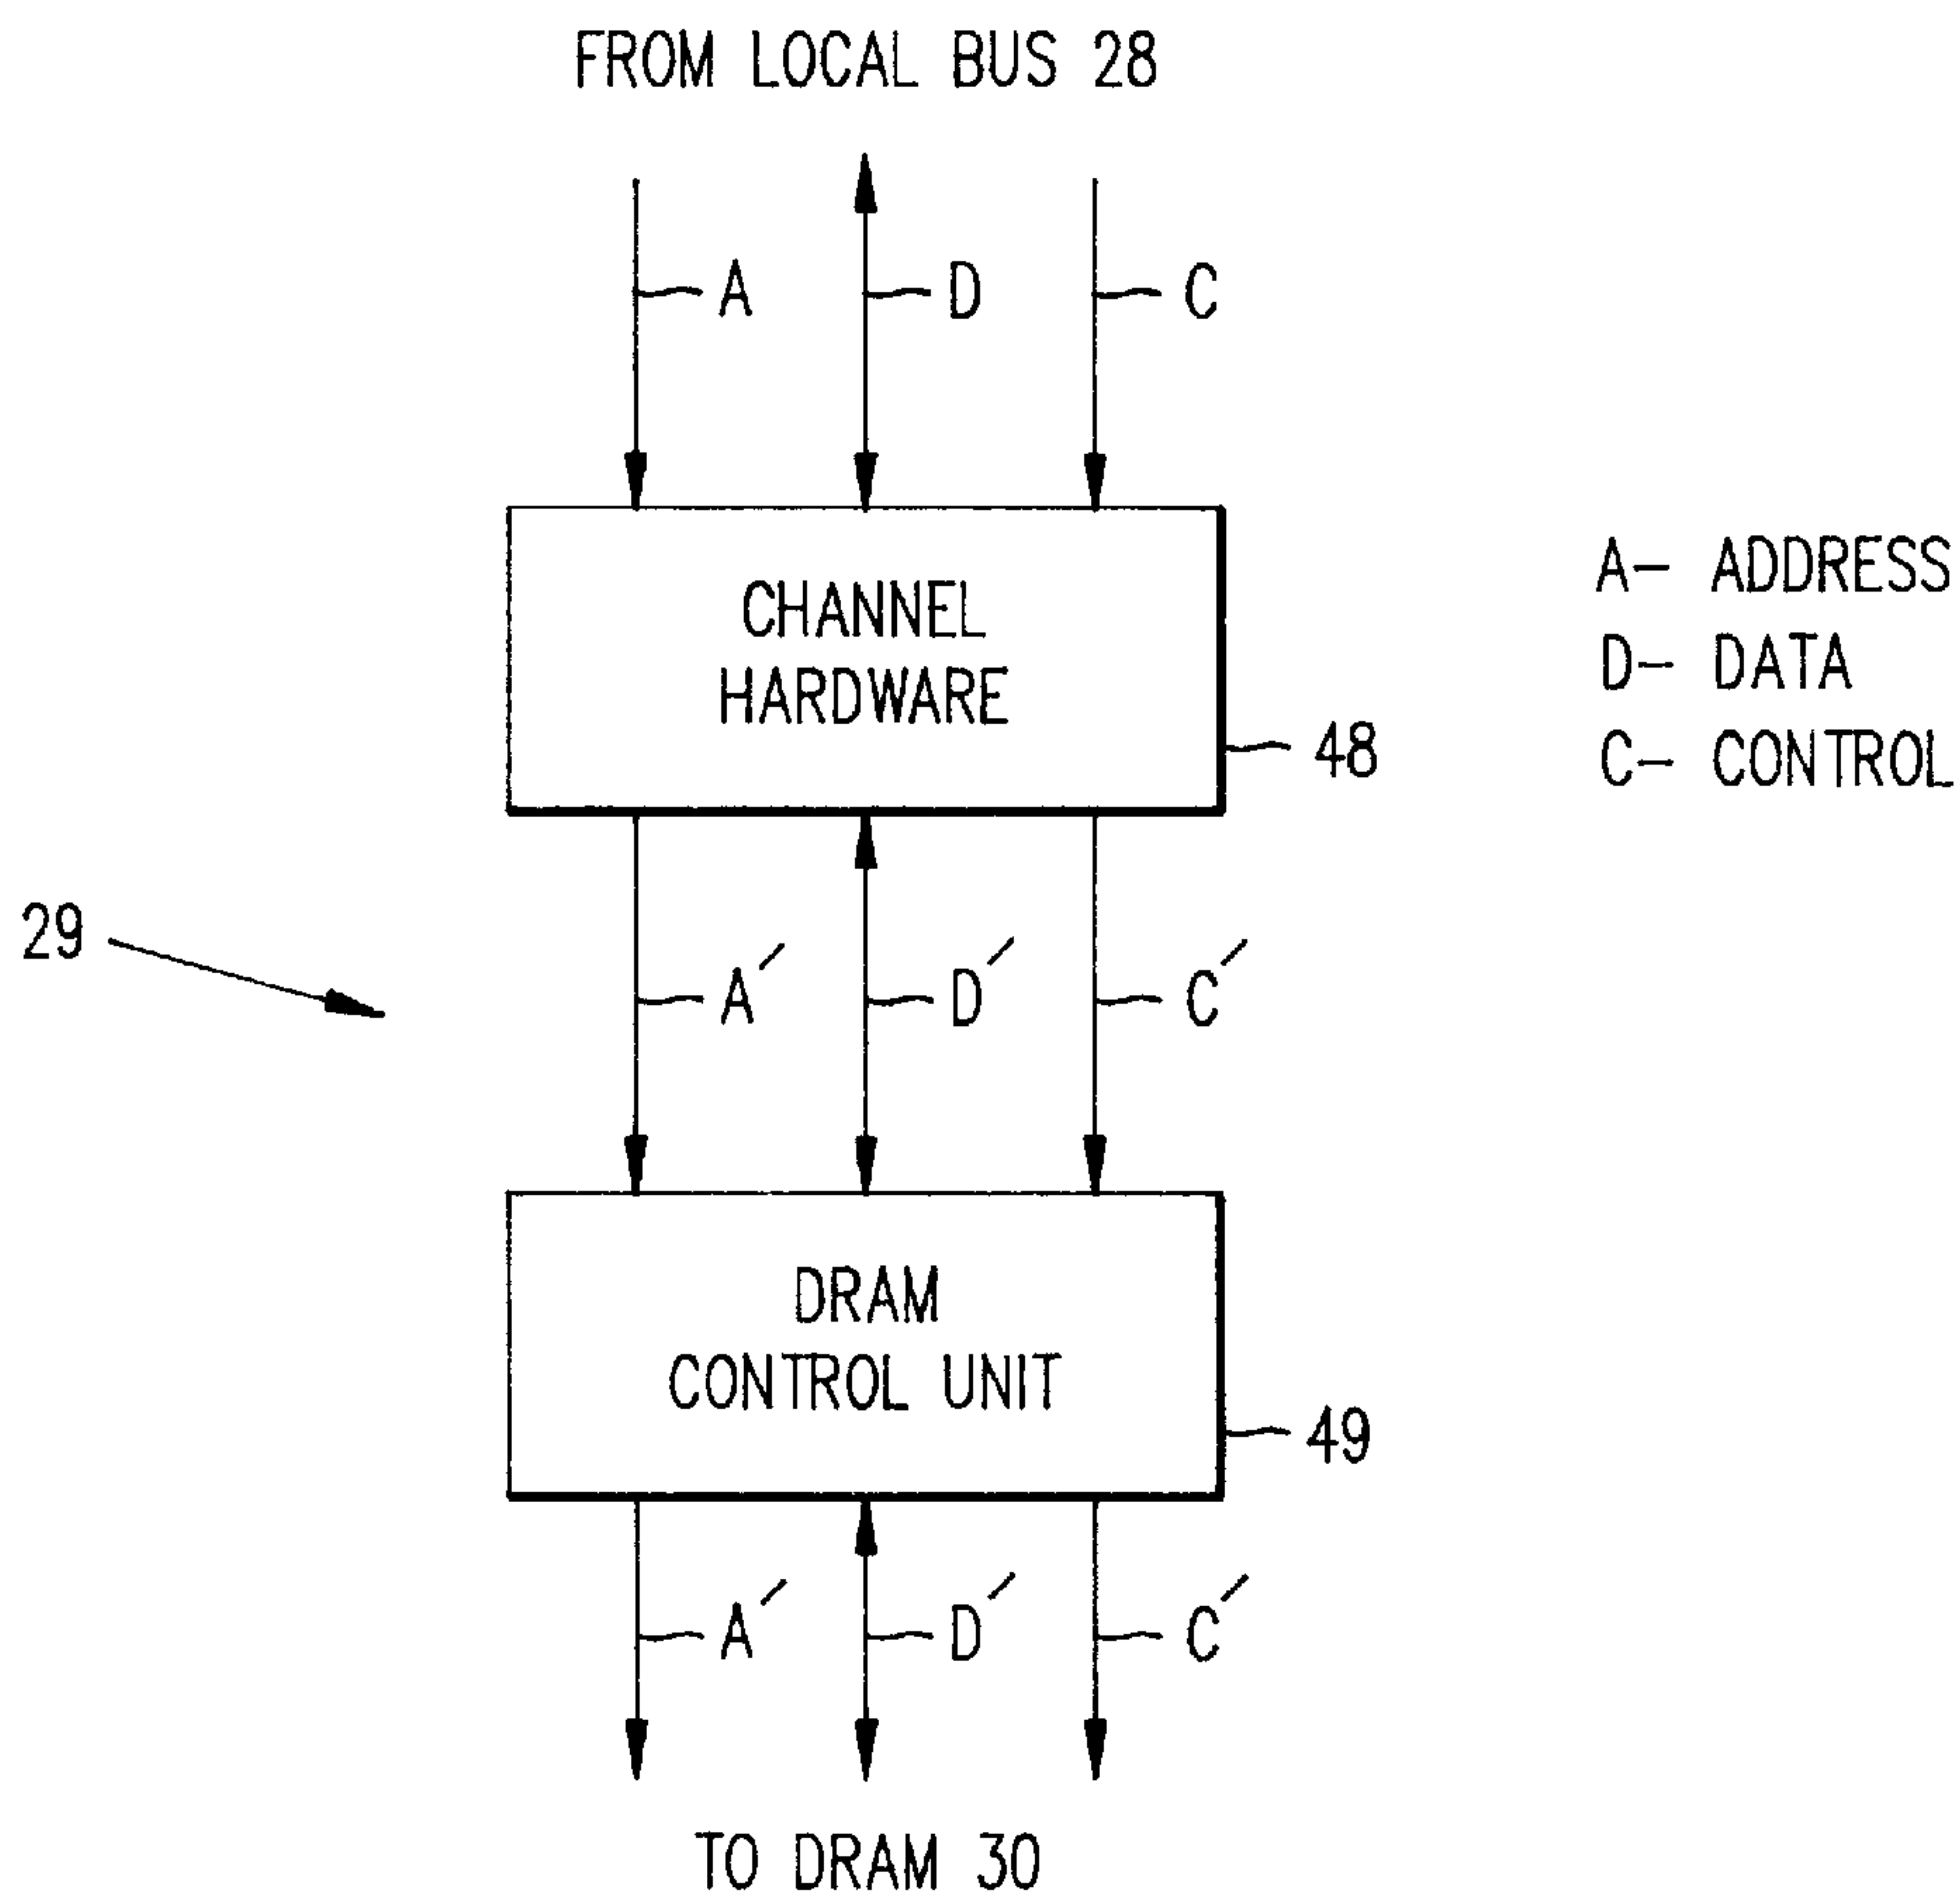 FROM LOCAL BUS 28
A D C
CHANNEL
HARDWARE
48
A- ADDRESS
D- DATA
C- CONTROL
29
A′ D′ C′
DRAM
CONTROL UNIT
49
A′ D′ C′
TO DRAM 30